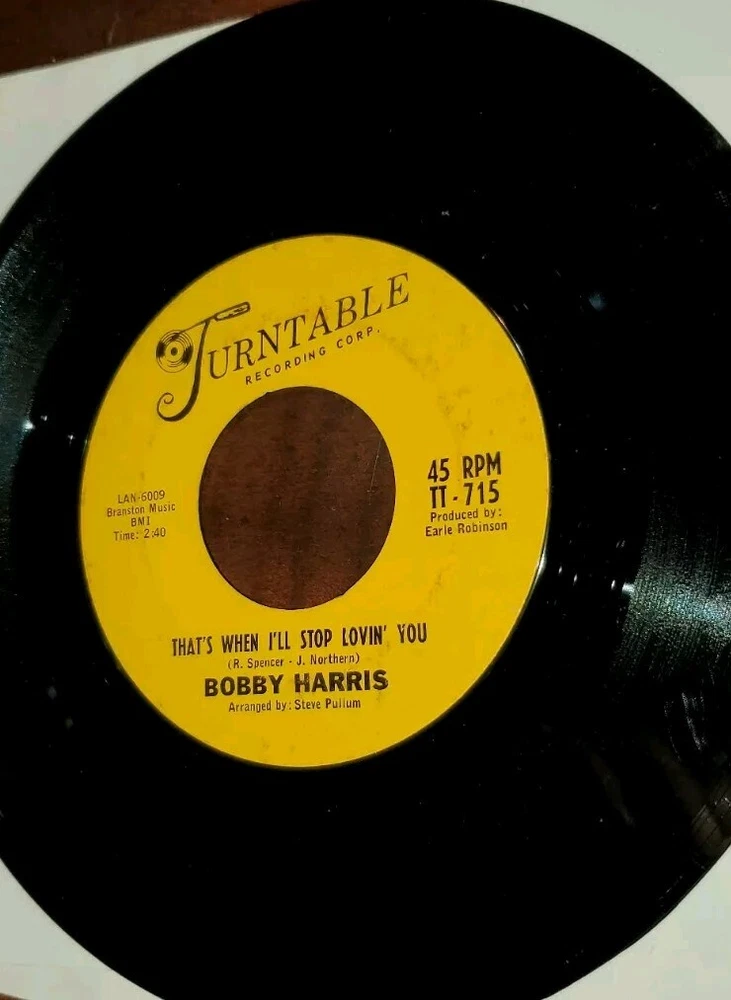 TURNTABLE
RECORDING CORP.
LAN-6009
Branston Music
BMI
Time: 2:40
45 RPM
TT-715
Produced by:
Earle Robinson
THAT'S WHEN I'LL STOP LOVIN' YOU
(R. Spencer - J. Northern)
BOBBY HARRIS
Arranged by: Steve Pullum